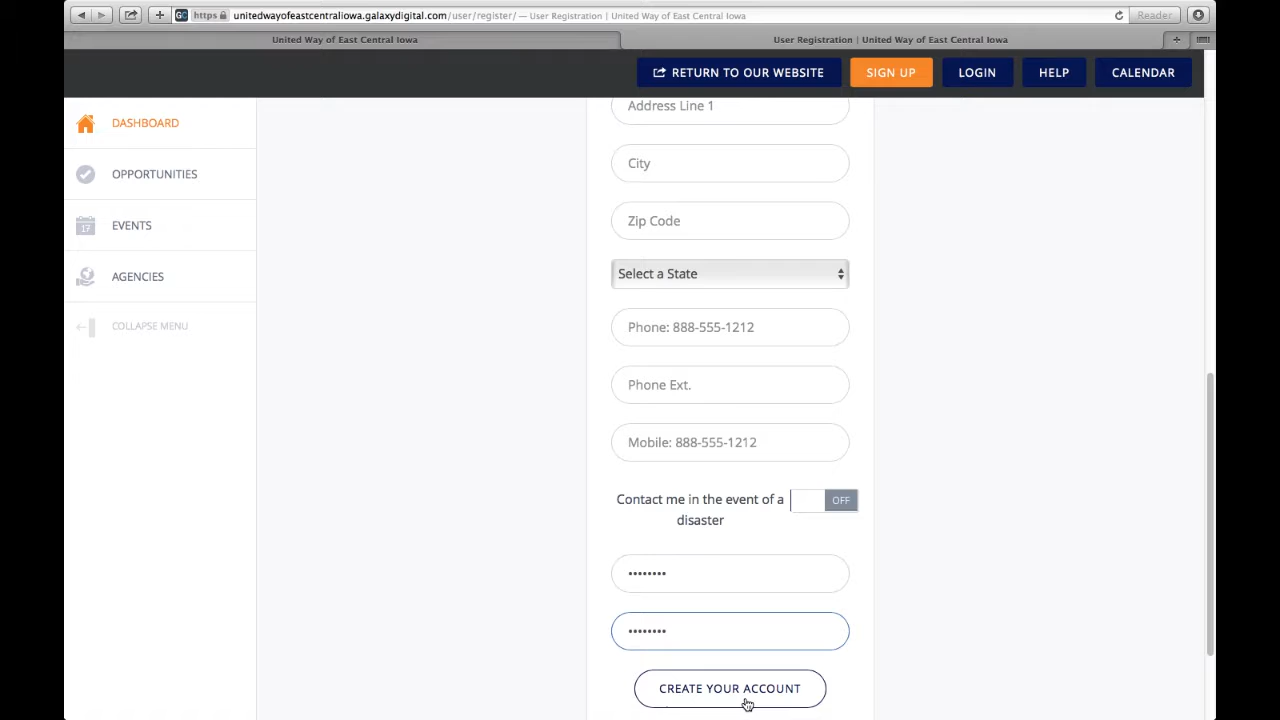 GC https unitedwayofeastcentraliowa.galaxydigital.com/user/register/ — User Registration | United Way of East Central Iowa
Reader
United Way of East Central Iowa
User Registration | United Way of East Central Iowa
RETURN TO OUR WEBSITE
SIGN UP
LOGIN
HELP
CALENDAR
DASHBOARD
OPPORTUNITIES
17 EVENTS
AGENCIES
COLLAPSE MENU
Address Line 1
City
Zip Code
Select a State
Phone: 888-555-1212
Phone Ext.
Mobile: 888-555-1212
Contact me in the event of a
disaster
OFF
••••••••
••••••••
CREATE YOUR ACCOUNT